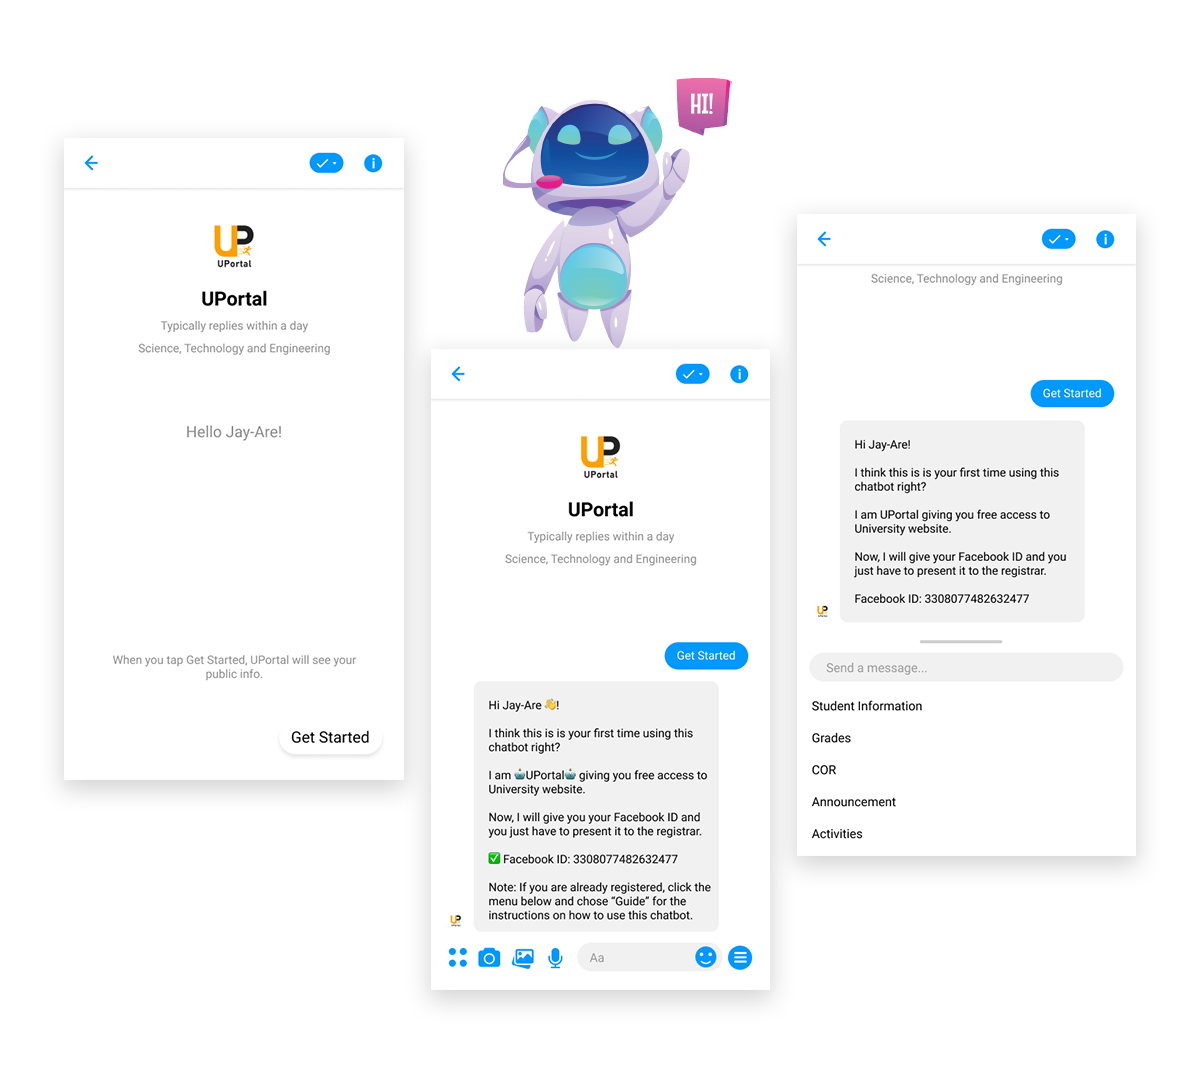 HI!
UP
UPortal
UPortal
Typically replies within a day
Science, Technology and Engineering
Hello Jay-Are!
When you tap Get Started, UPortal will see your
public info.
Get Started
UP
UPortal
UPortal
Typically replies within a day
Science, Technology and Engineering
Get Started
Hi Jay-Are 👋!
I think this is is your first time using this
chatbot right?
I am 🤖UPortal🤖 giving you free access to
University website.
Now, I will give you your Facebook ID and
you just have to present it to the registrar.
✅ Facebook ID: 3308077482632477
Note: If you are already registered, click the
menu below and chose “Guide” for the
instructions on how to use this chatbot.
UP
Aa
Science, Technology and Engineering
Get Started
Hi Jay-Are!
I think this is is your first time using this
chatbot right?
I am UPortal giving you free access to
University website.
Now, I will give your Facebook ID and you
just have to present it to the registrar.
Facebook ID: 3308077482632477
UP
Send a message...
Student Information
Grades
COR
Announcement
Activities